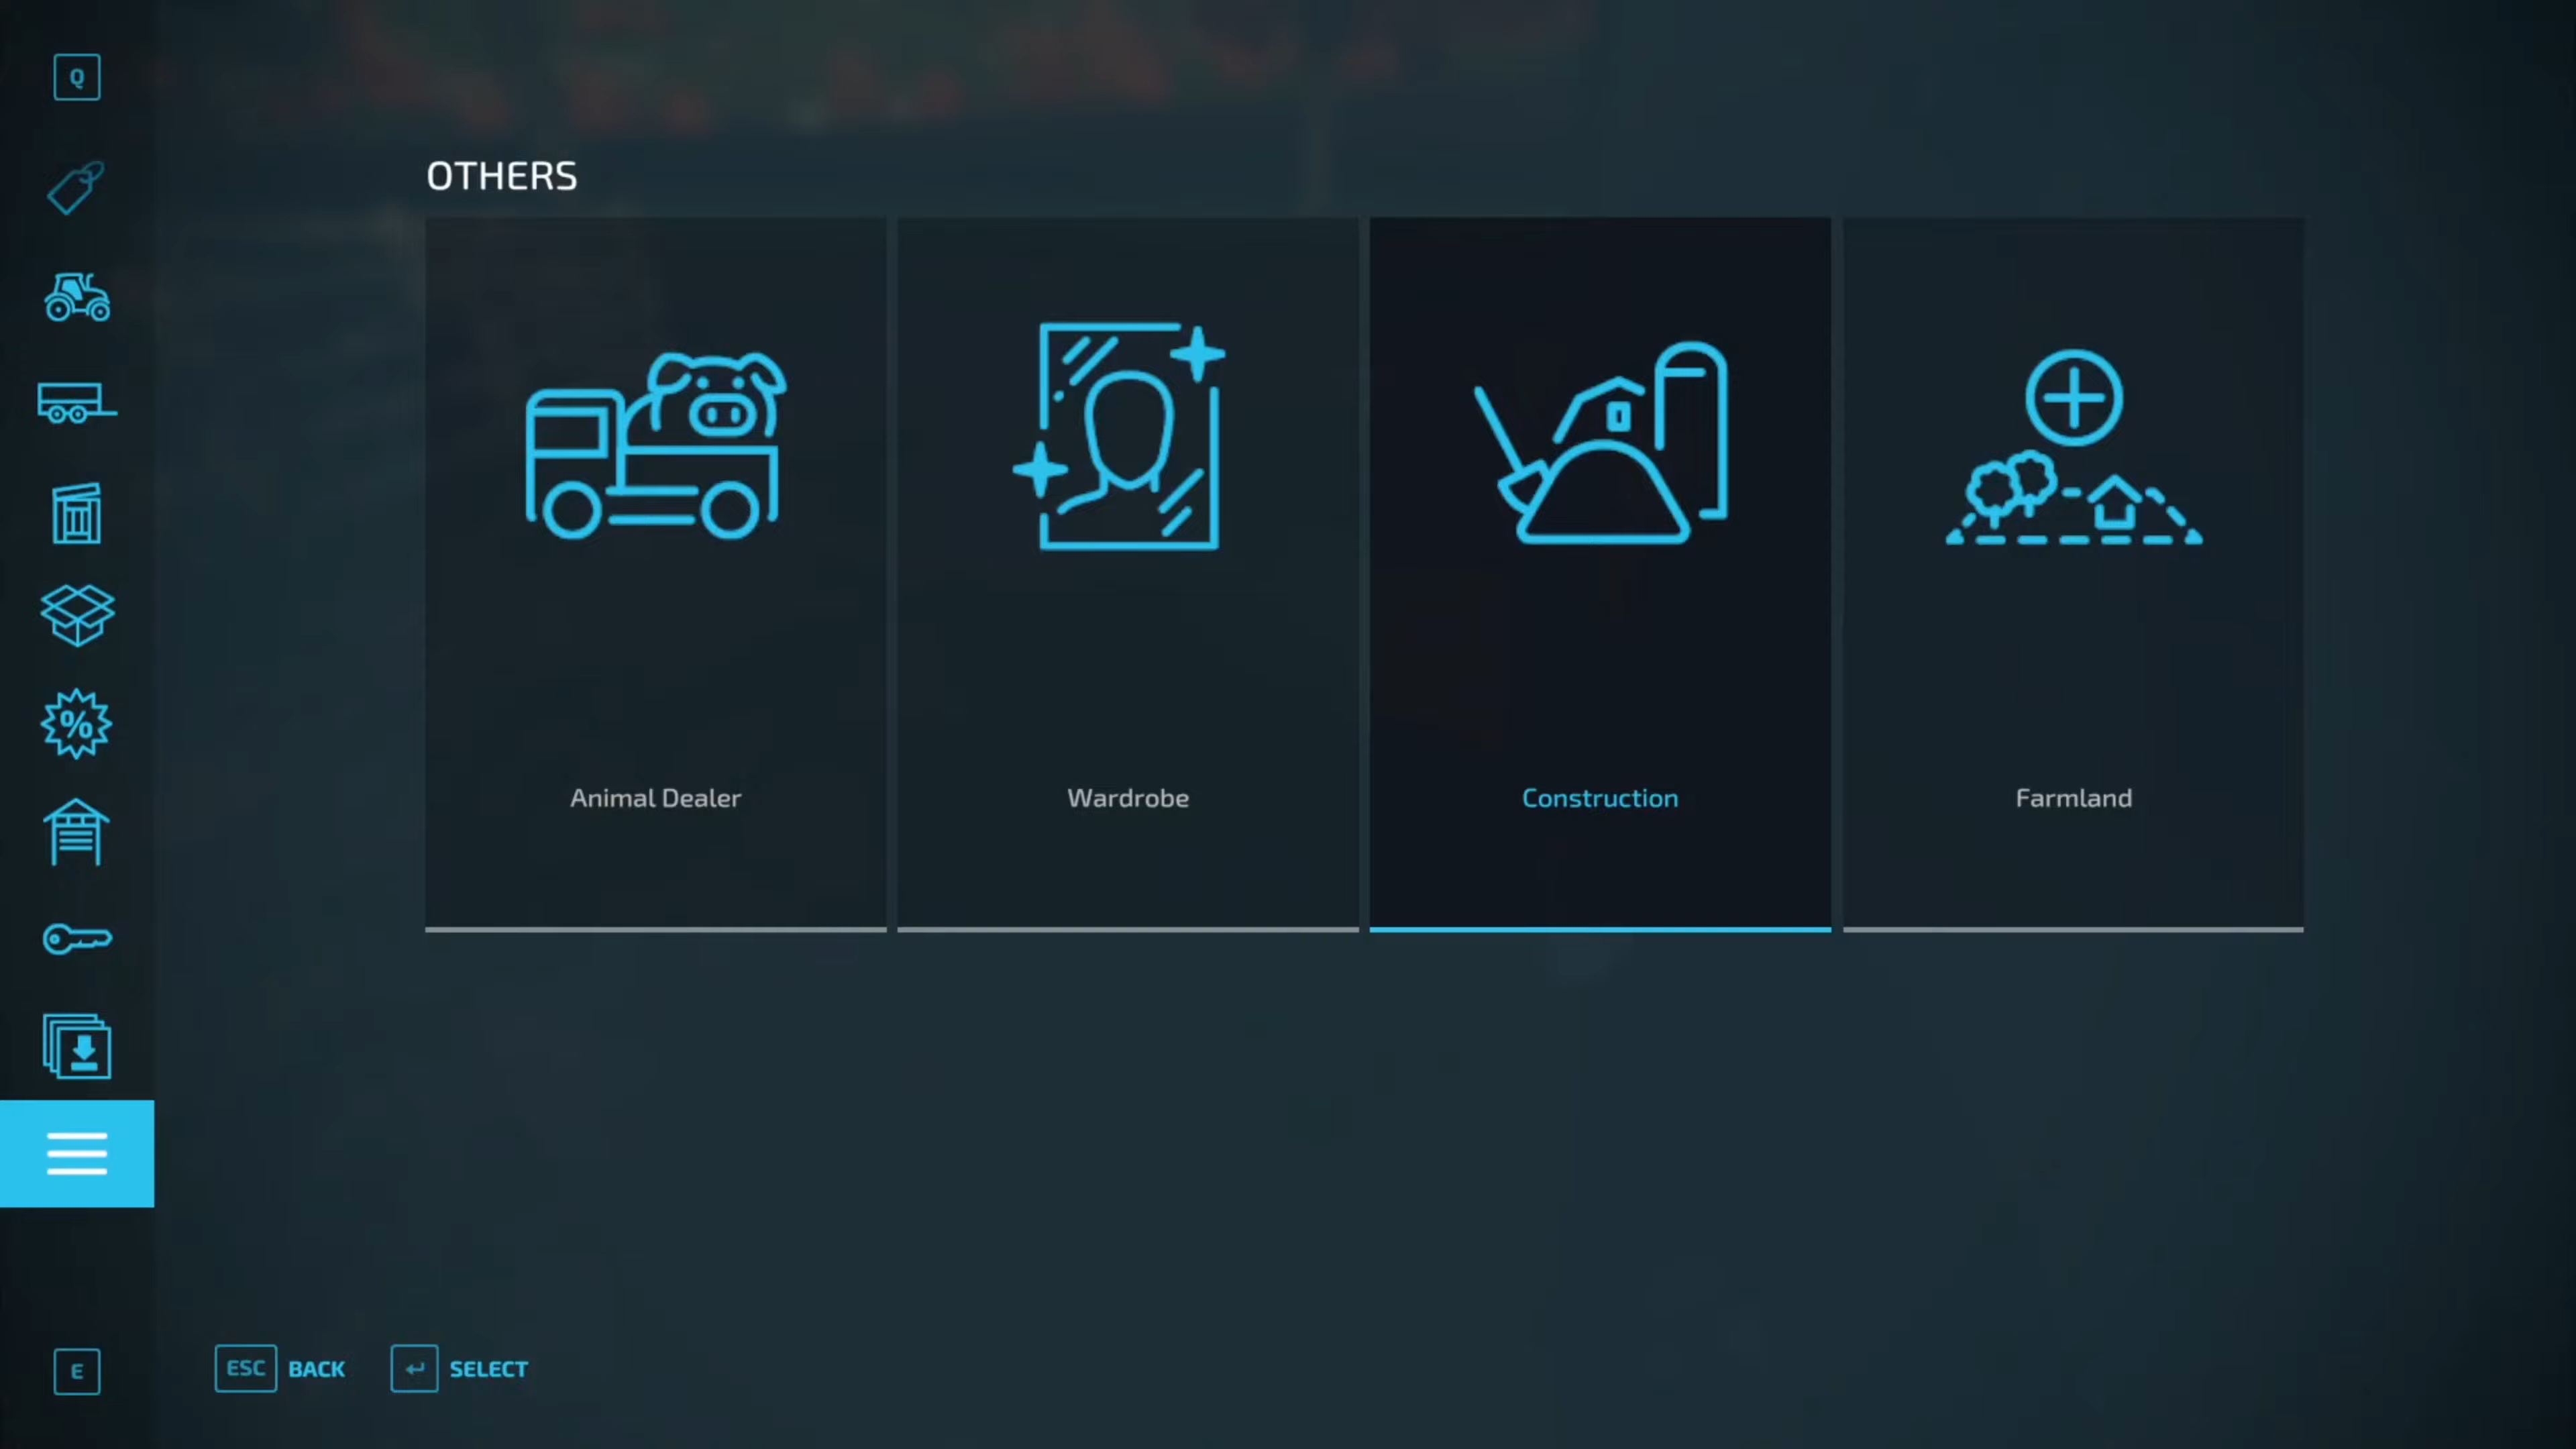 Q
OTHERS
%
Animal Dealer
Wardrobe
Construction
Farmland
E
ESC BACK
SELECT